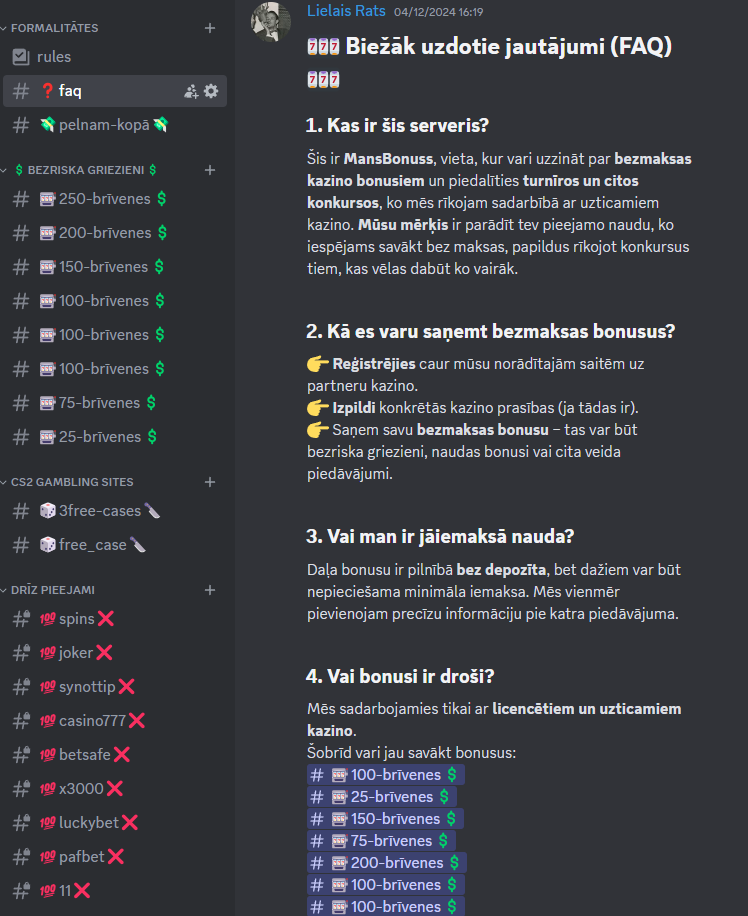 FORMALITĀTES
rules
faq
pelnam-kopā
BEZRISKA GRIEZIENI
250-brīvenes
200-brīvenes
150-brīvenes
100-brīvenes
100-brīvenes
100-brīvenes
75-brīvenes
25-brīvenes
CS2 GAMBLING SITES
3free-cases
free_case
DRĪZ PIEEJAMI
💯 spins ❌
💯 joker ❌
💯 synottip ❌
💯 casino777 ❌
💯 betsafe ❌
💯 x3000 ❌
💯 luckybet ❌
💯 pafbet ❌
💯 11 ❌
Lielais Rats 04/12/2024 16:19
Biežāk uzdotie jautājumi (FAQ)
1. Kas ir šis serveris?
Šis ir MansBonuss, vieta, kur vari uzzināt par bezmaksas
kazino bonusiem un piedalīties turnīros un citos
konkursos, ko mēs rīkojam sadarbībā ar uzticamiem
kazino. Mūsu mērķis ir parādīt tev pieejamo naudu, ko
iespējams savākt bez maksas, papildus rīkojot konkursus
tiem, kas vēlas dabūt ko vairāk.
2. Kā es varu saņemt bezmaksas bonusus?
👉 Reģistrējies caur mūsu norādītajām saitēm uz
partneru kazino.
👉 Izpildi konkrētās kazino prasības (ja tādas ir).
👉 Saņem savu bezmaksas bonusu – tas var būt
bezriska griezieni, naudas bonusi vai cita veida
piedāvājumi.
3. Vai man ir jāiemaksā nauda?
Daļa bonusu ir pilnībā bez depozīta, bet dažiem var būt
nepieciešama minimāla iemaksa. Mēs vienmēr
pievienojam precīzu informāciju pie katra piedāvājuma.
4. Vai bonusi ir droši?
Mēs sadarbojamies tikai ar licencētiem un uzticamiem
kazino.
Šobrīd vari jau savākt bonusus:
# 100-brīvenes
# 25-brīvenes
# 150-brīvenes
# 75-brīvenes
# 200-brīvenes
# 100-brīvenes
# 100-brīvenes